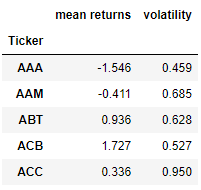 mean returns volatility
Ticker
AAA -1.546 0.459
AAM -0.411 0.685
ABT 0.936 0.628
ACB 1.727 0.527
ACC 0.336 0.950